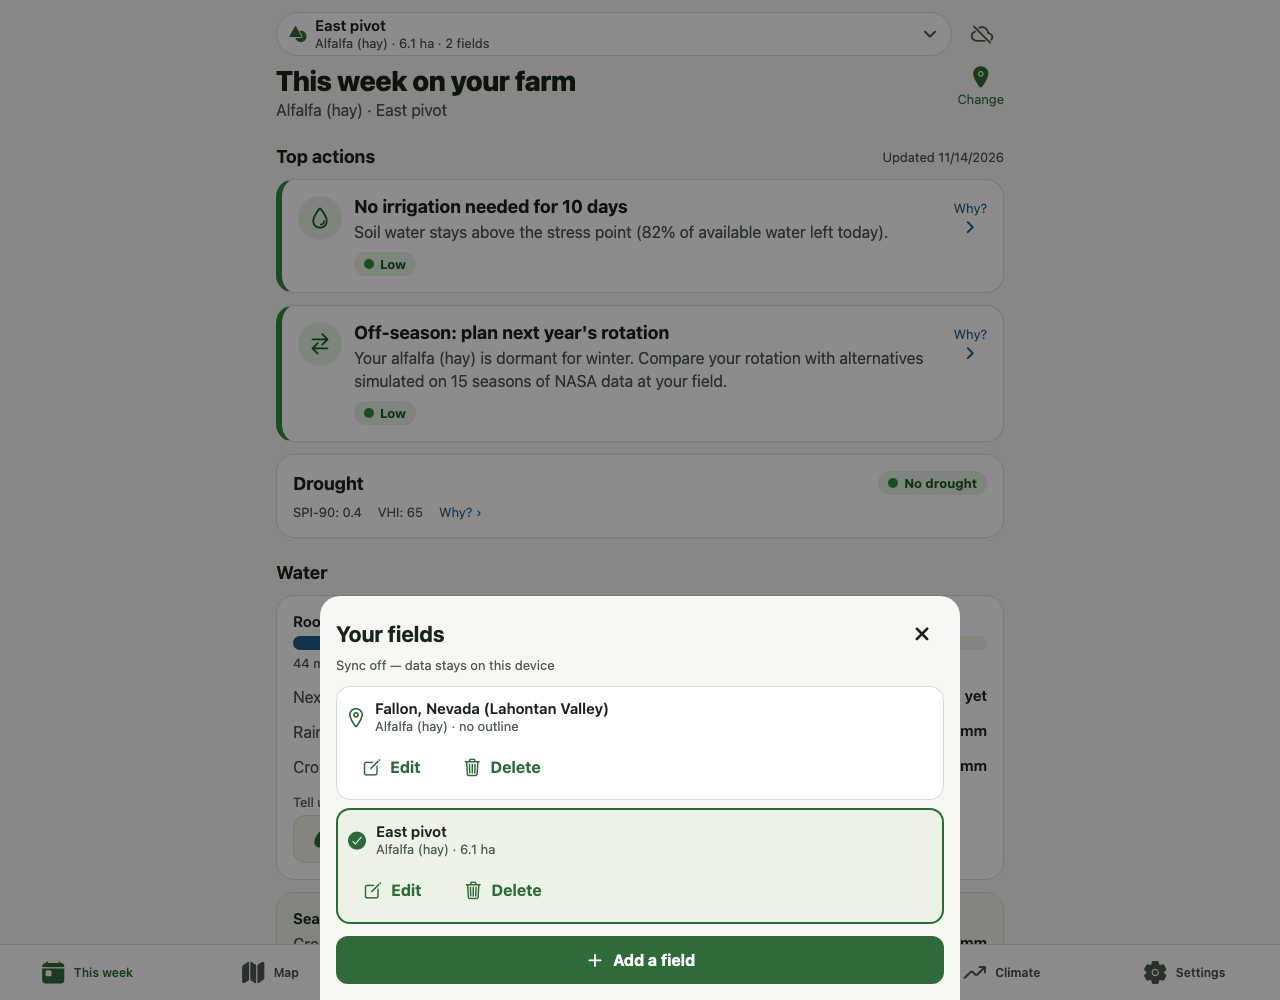 East pivot
Alfalfa (hay) · 6.1 ha · 2 fields
This week on your farm
Change
Alfalfa (hay) · East pivot
Top actions
Updated 11/14/2026
No irrigation needed for 10 days
Why?
Soil water stays above the stress point (82% of available water left today).
Low
Off-season: plan next year's rotation
Why?
Your alfalfa (hay) is dormant for winter. Compare your rotation with alternatives
simulated on 15 seasons of NASA data at your field.
Low
Drought
No drought
SPI-90: 0.4 VHI: 65 Why? ›
Water
Your fields
Sync off — data stays on this device
yet
mm
mm
Tell
Fallon, Nevada (Lahontan Valley)
Alfalfa (hay) · no outline
Edit
Delete
East pivot
Alfalfa (hay) · 6.1 ha
Edit
Delete
mm
Add a field
This week
Map
Climate
Settings